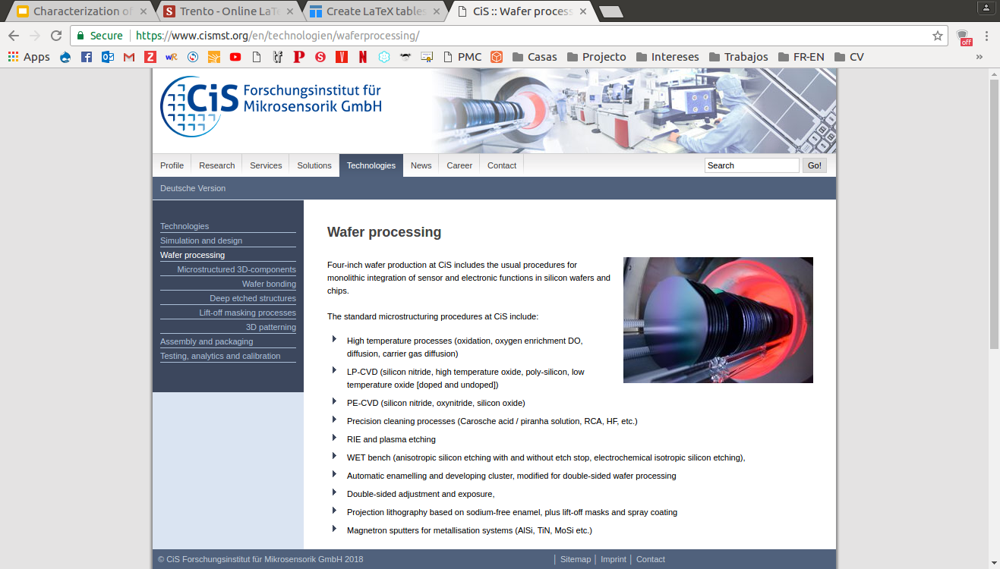 Characterization of
Trento - Online LaTe
Create LaTeX tables
CiS :: Wafer process
Secure
https://www.cismst.org/en/technologien/waferprocessing/
off
Apps
PMC
Casas
Projecto
Intereses
Trabajos
FR-EN
CV
»
CiS Forschungsinstitut für
Mikrosensorik GmbH
Profile
Research
Services
Solutions
Technologies
News
Career
Contact
Search
Go!
Deutsche Version
Technologies
Simulation and design
Wafer processing
Microstructured 3D-components
Wafer bonding
Deep etched structures
Lift-off masking processes
3D patterning
Assembly and packaging
Testing, analytics and calibration
Wafer processing
Four-inch wafer production at CiS includes the usual procedures for
monolithic integration of sensor and electronic functions in silicon wafers and
chips.
The standard microstructuring procedures at CiS include:
High temperature processes (oxidation, oxygen enrichment DO,
diffusion, carrier gas diffusion)
LP-CVD (silicon nitride, high temperature oxide, poly-silicon, low
temperature oxide [doped and undoped])
PE-CVD (silicon nitride, oxynitride, silicon oxide)
Precision cleaning processes (Carosche acid / piranha solution, RCA, HF, etc.)
RIE and plasma etching
WET bench (anisotropic silicon etching with and without etch stop, electrochemical isotropic silicon etching),
Automatic enamelling and developing cluster, modified for double-sided wafer processing
Double-sided adjustment and exposure,
Projection lithography based on sodium-free enamel, plus lift-off masks and spray coating
Magnetron sputters for metallisation systems (AlSi, TiN, MoSi etc.)
© CiS Forschungsinstitut für Mikrosensorik GmbH 2018
Sitemap
Imprint
Contact